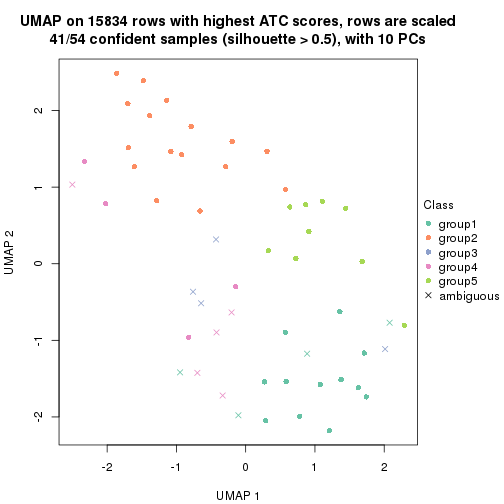 UMAP on 15834 rows with highest ATC scores, rows are scaled
41/54 confident samples (silhouette > 0.5), with 10 PCs
2
1
0
-1
-2
UMAP 2
-2
-1
0
1
2
UMAP 1
Class
group1
group2
group3
group4
group5
ambiguous